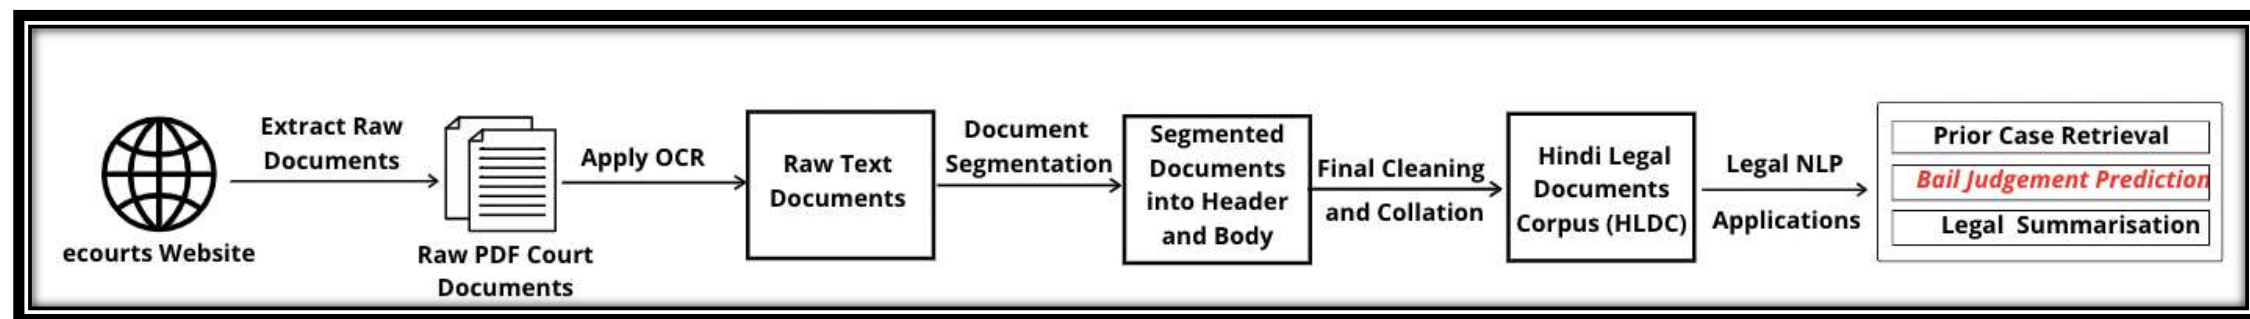 Extract Raw
Documents
ecourts Website
Raw PDF Court
Documents
Apply OCR
Raw Text
Documents
Document
Segmentation
Segmented
Documents
into Header
and Body
Final Cleaning
and Collation
Hindi Legal
Documents
Corpus (HLDC)
Legal NLP
Applications
Prior Case Retrieval
Bail Judgement Prediction
Legal Summarisation